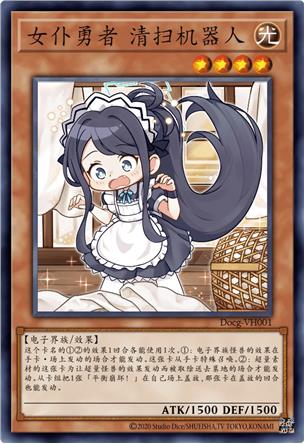 女仆勇者 清扫机器人
光
Docg-VH001
【电子界族/效果】
这个卡名的①②的效果1回合各能使用1次。①：电子界族怪兽的效果在
手卡·场上发动的场合才能发动。这张卡从手卡特殊召唤。②：超量素
材的这张卡为让超量怪兽的效果发动而被取除送去墓地的场合才能发
动。从卡组把1张「平衡崩坏！」在自己场上盖放，那张卡在盖放的回合
也能发动。
ATK/1500 DEF/1500
©2020 Studio Dice/SHUEISHA,TV TOKYO,KONAMI